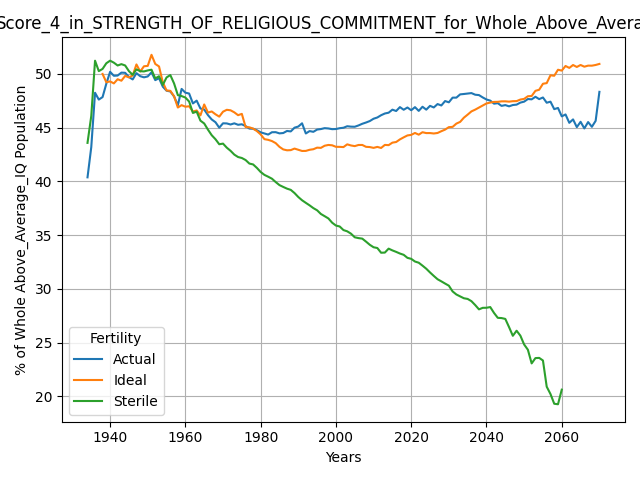 Score_4_in_STRENGTH_OF_RELIGIOUS_COMMITMENT_for_Whole_Above_Avera
% of Whole Above_Average_IQ Population
50
45
40
35
30
25
20
Fertility
Actual
Ideal
Sterile
1940 1960 1980 2000 2020 2040 2060
Years